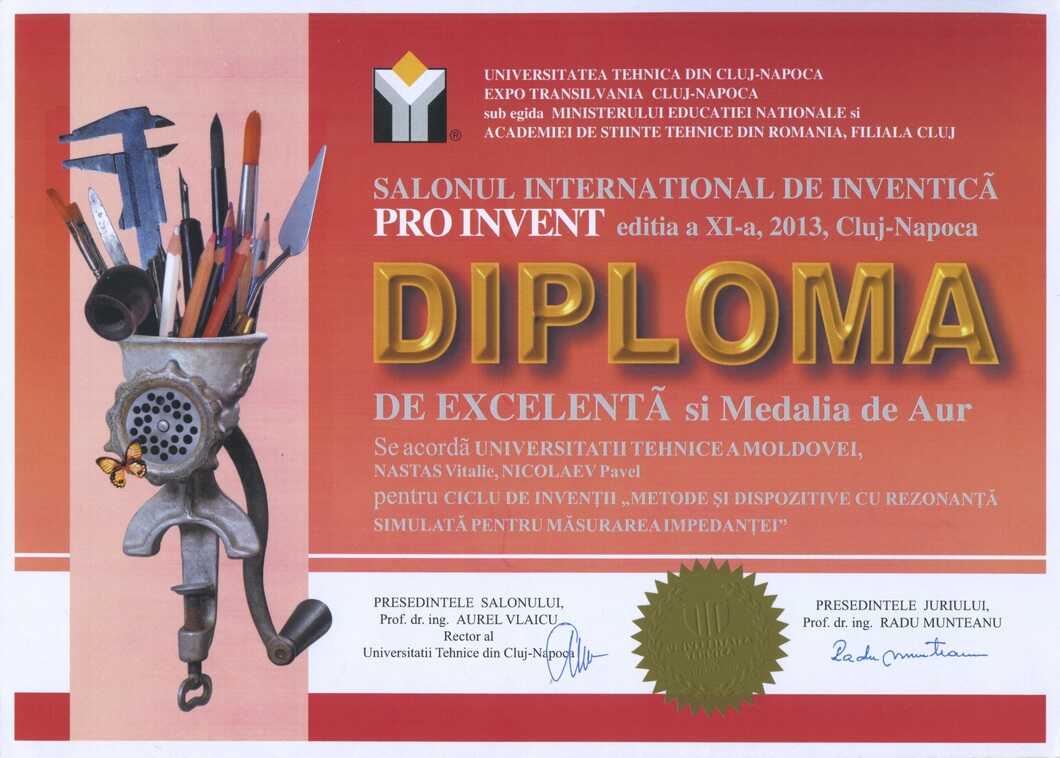 UNIVERSITATEA TEHNICA DIN CLUJ-NAPOCA
EXPO TRANSILVANIA CLUJ-NAPOCA
sub egida MINISTERULUI EDUCATIEI NATIONALE si
ACADEMIEI DE STIINTE TEHNICE DIN ROMANIA, FILIALA CLUJ
®
SALONUL INTERNATIONAL DE INVENTICÃ
PRO INVENT editia a XI-a, 2013, Cluj-Napoca
DIPLOMA
DE EXCELENTÃ si Medalia de Aur
Se acordã UNIVERSITATII TEHNICE A MOLDOVEI,
NASTAS Vitalie, NICOLAEV Pavel
pentru CICLU DE INVENȚII „METODE ȘI DISPOZITIVE CU REZONANȚĂ
SIMULATĂ PENTRU MĂSURAREA IMPEDANȚEI”
PRESEDINTELE SALONULUI,
Prof. dr. ing. AUREL VLAICU
Rector al
Universitatii Tehnice din Cluj-Napoca
PRESEDINTELE JURIULUI,
Prof. dr. ing. RADU MUNTEANU
Radu Munteanu